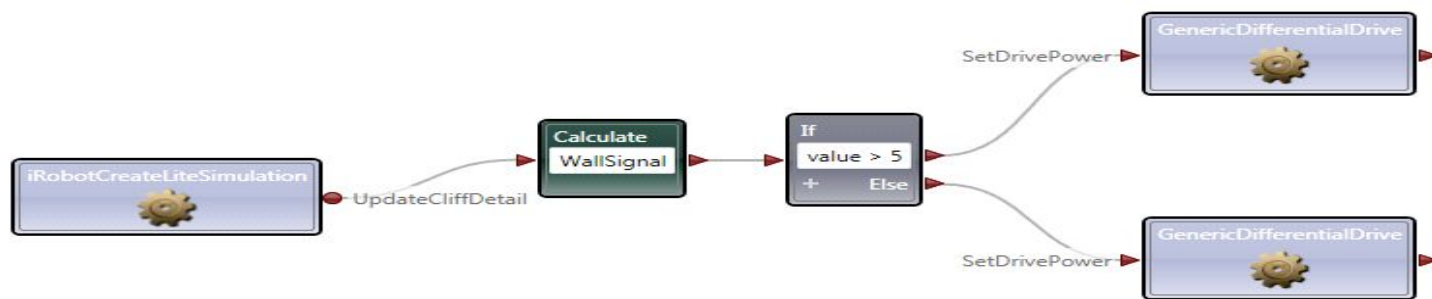 iRobotCreateLiteSimulation
UpdateCliffDetail
Calculate
WallSignal
If
value > 5
+ Else
SetDrivePower
GenericDifferentialDrive
SetDrivePower
GenericDifferentialDrive